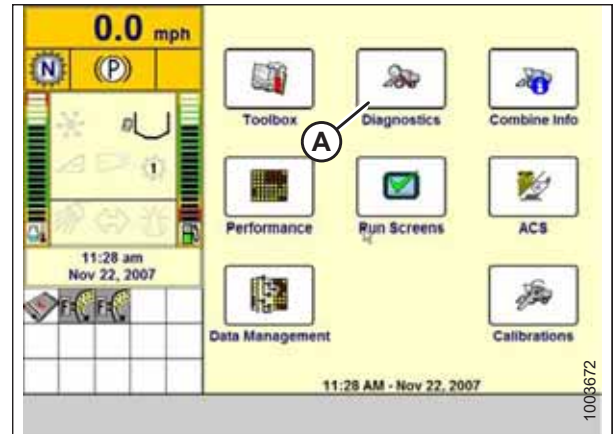 0.0 mph
N
(P)
1
11:28 am
Nov 22, 2007
F
F
Toolbox
Diagnostics
Combine Info
A
Performance
Run Screens
ACS
Data Management
Calibrations
11:28 AM - Nov 22, 2007
1003672